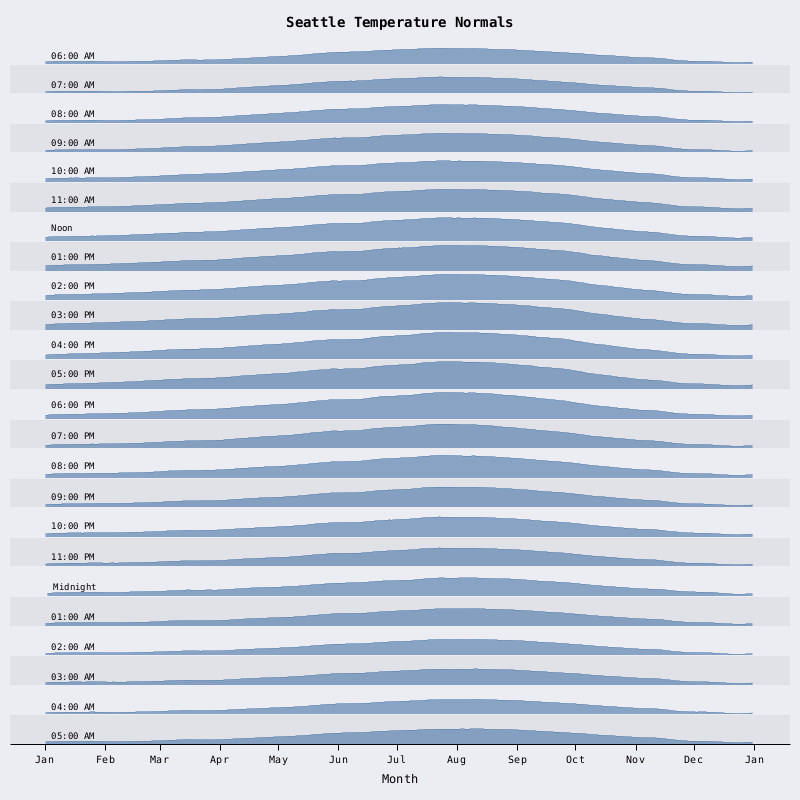 Seattle Temperature Normals
06:00 AM
07:00 AM
08:00 AM
09:00 AM
10:00 AM
11:00 AM
Noon
01:00 PM
02:00 PM
03:00 PM
04:00 PM
05:00 PM
06:00 PM
07:00 PM
08:00 PM
09:00 PM
10:00 PM
11:00 PM
Midnight
01:00 AM
02:00 AM
03:00 AM
04:00 AM
05:00 AM
Jan Feb Mar Apr May Jun Jul Aug Sep Oct Nov Dec Jan
Month